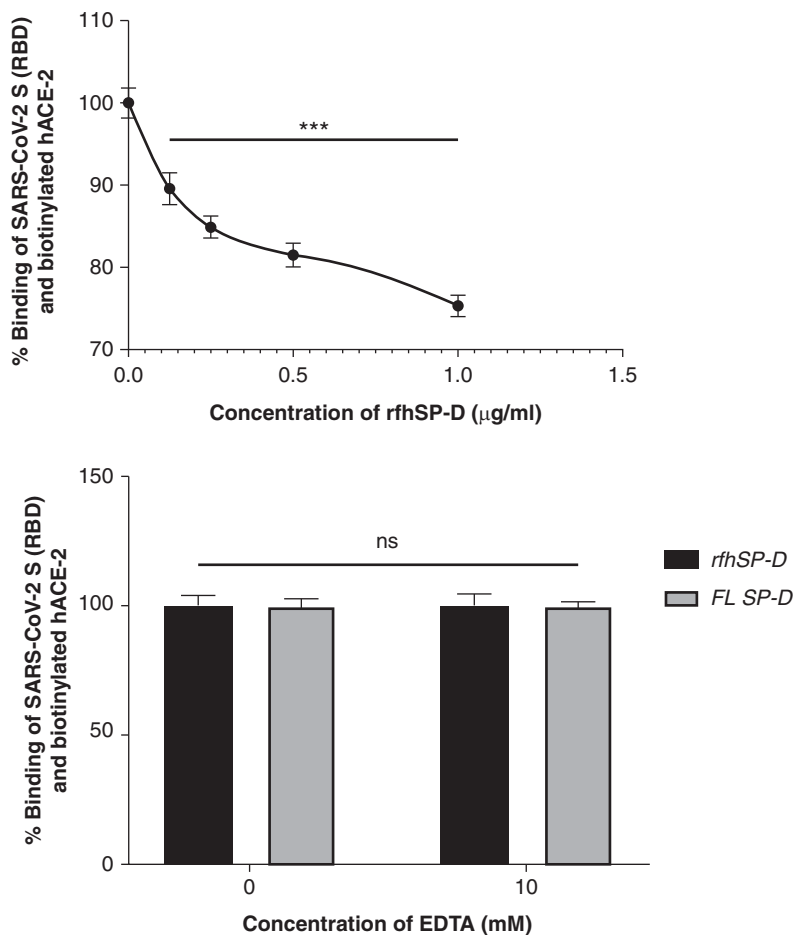 110
100
90
80
70
% Binding of SARS-CoV-2 S (RBD)
and biotinylated hACE-2
***
0.0
0.5
1.0
1.5
Concentration of rfhSP-D (μg/ml)
150
100
50
0
% Binding of SARS-CoV-2 S (RBD)
and biotinylated hACE-2
ns
rfhSP-D
FL SP-D
0
10
Concentration of EDTA (mM)